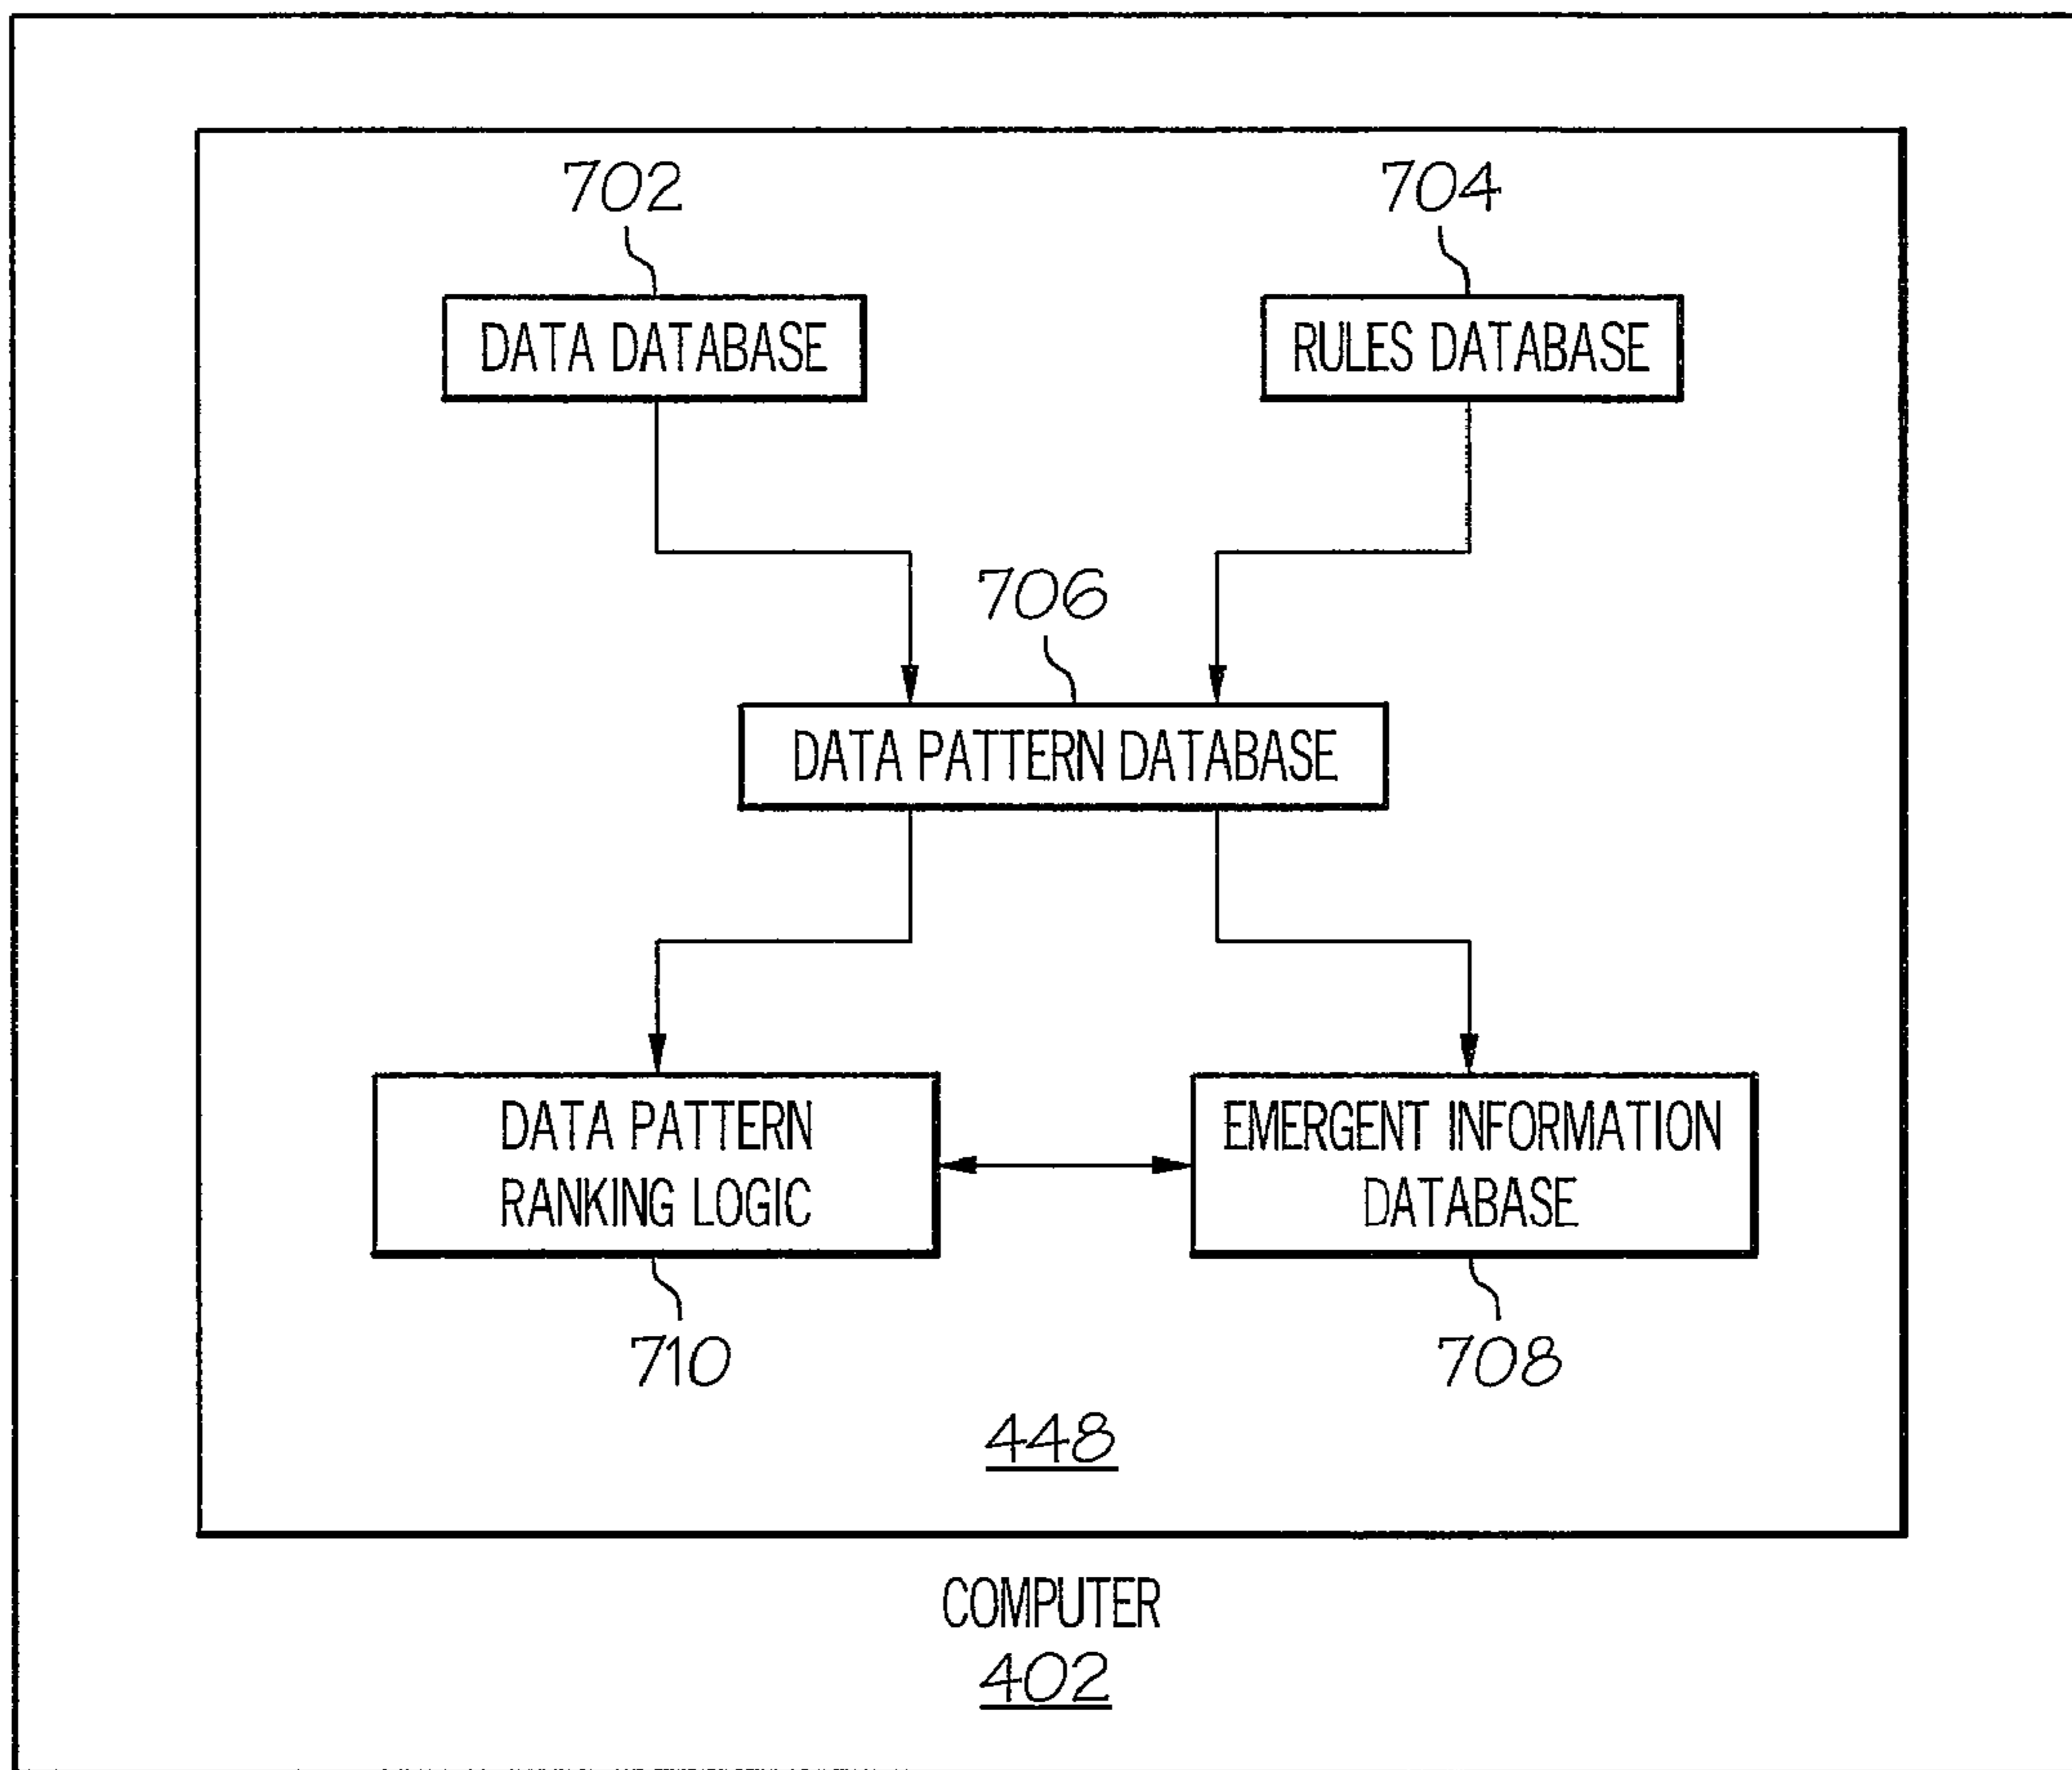 702
704
DATA DATABASE
RULES DATABASE
706
DATA PATTERN DATABASE
DATA PATTERN
RANKING LOGIC
EMERGENT INFORMATION
DATABASE
710
708
448
COMPUTER
402